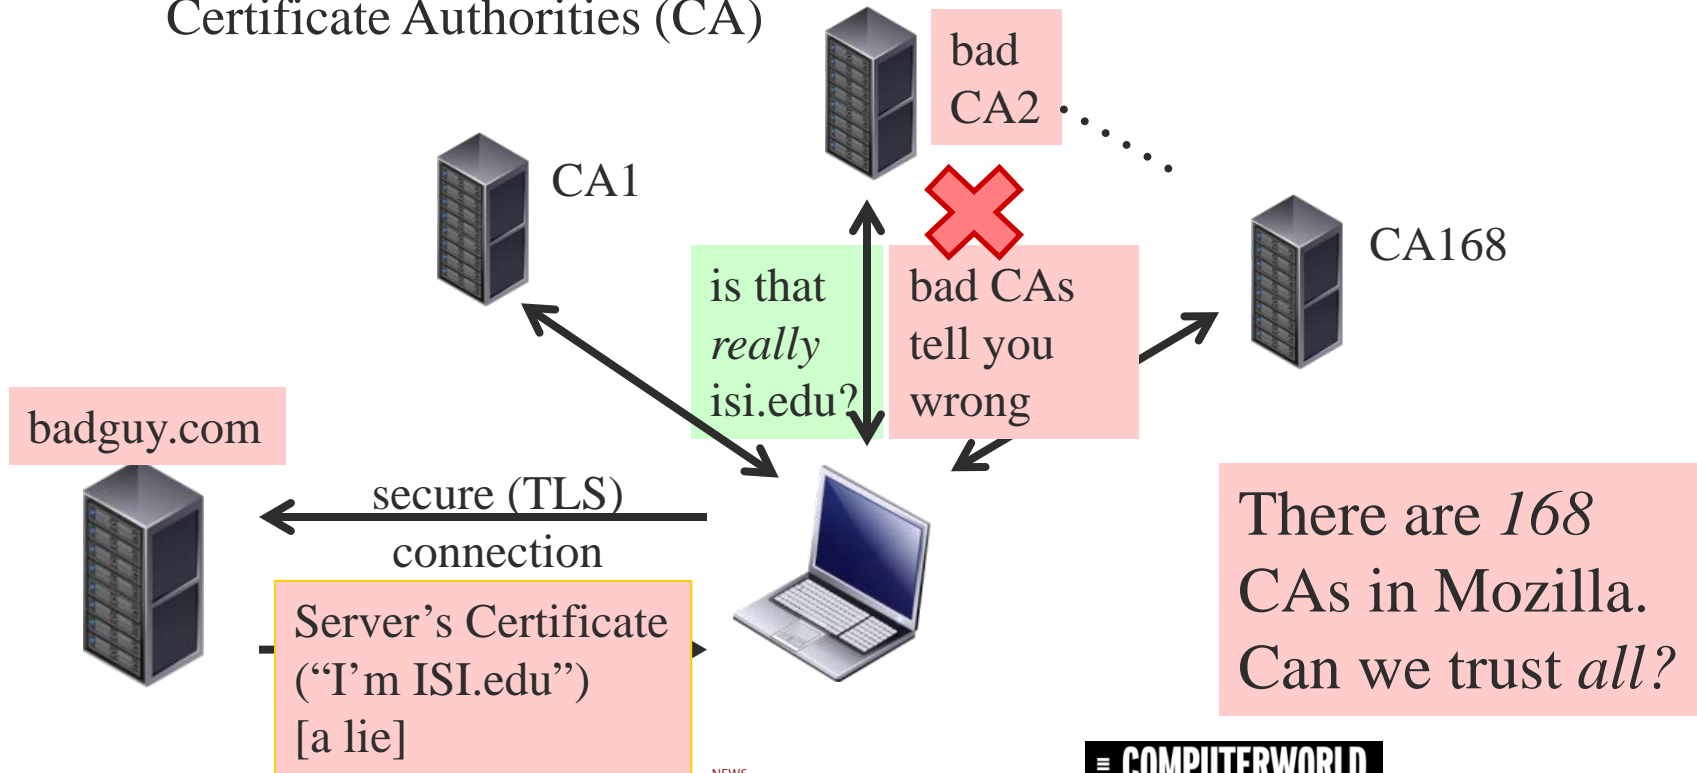 Certificate Authorities (CA)
bad
CA2
CA1
CA168
is that
really
isi.edu?
bad CAs
tell you
wrong
badguy.com
secure (TLS)
connection
Server’s Certificate
(“I’m ISI.edu”)
[a lie]
There are 168
CAs in Mozilla.
Can we trust all?
NEWS
COMPUTERWORLD